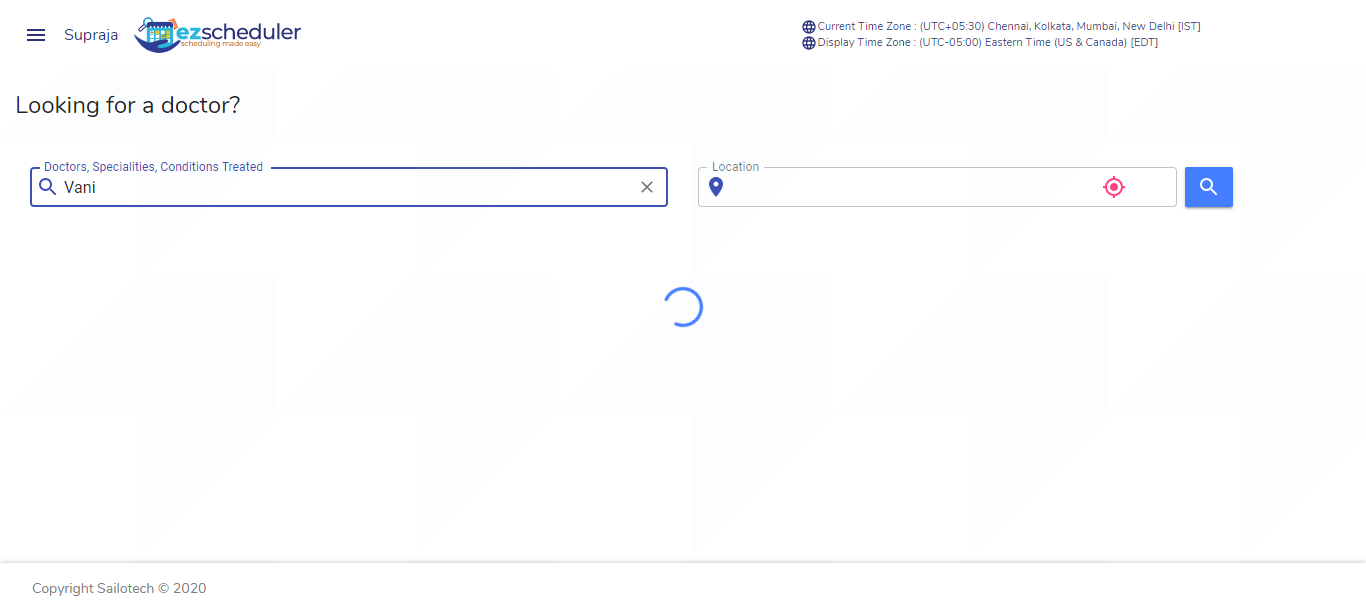 Supraja
ezscheduler
scheduling made easy
Current Time Zone : (UTC+05:30) Chennai, Kolkata, Mumbai, New Delhi [IST]
Display Time Zone : (UTC-05:00) Eastern Time (US & Canada) [EDT]
Looking for a doctor?
Doctors, Specialities, Conditions Treated
Vani
Location
Copyright Sailotech © 2020